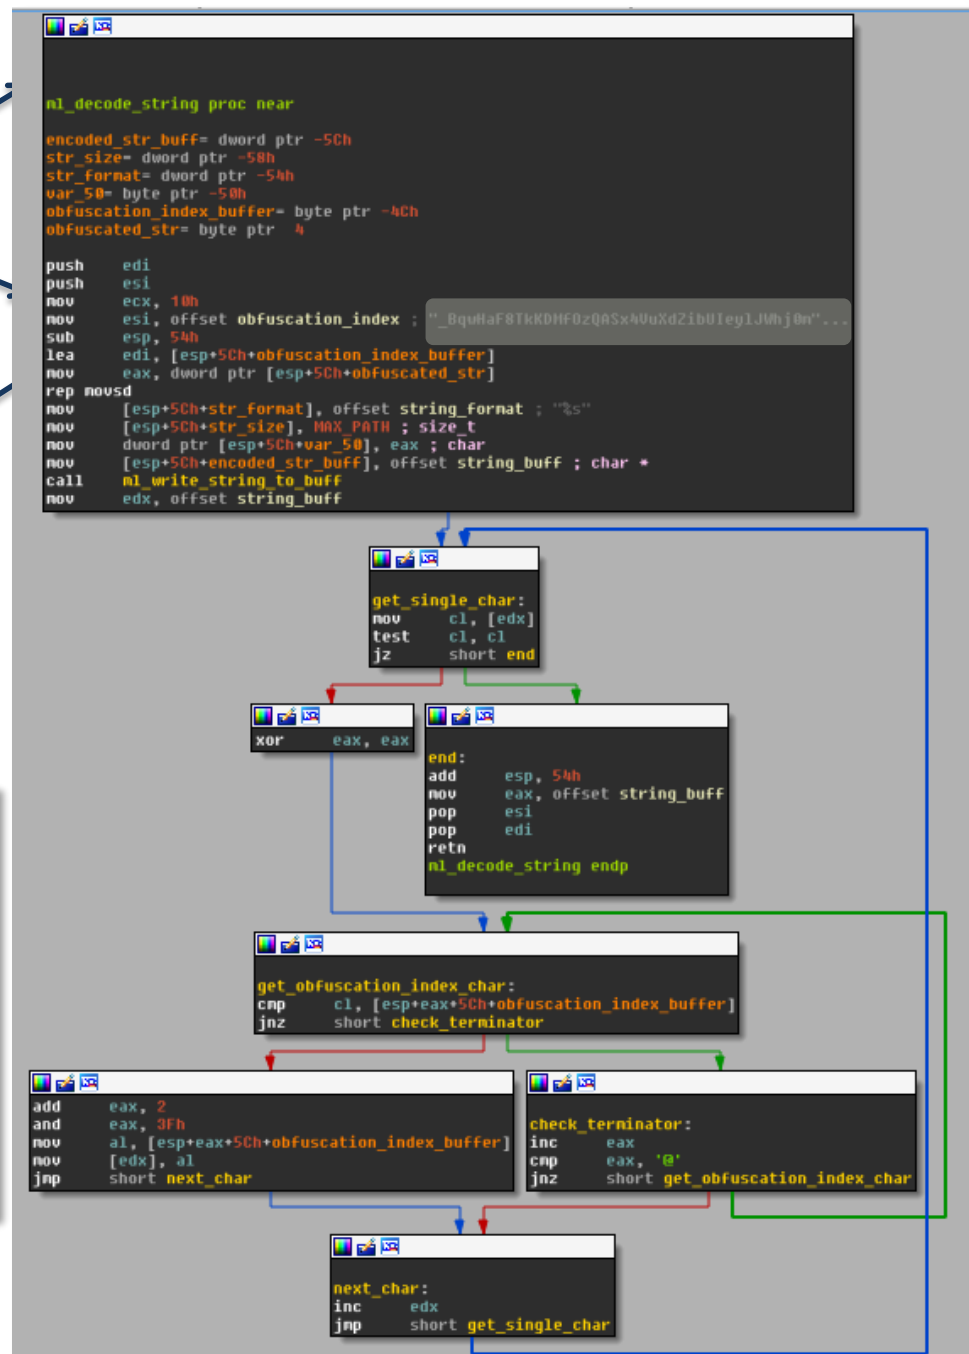 ml_decode_string proc near
encoded_str_buff= dword ptr -5Ch
str_size= dword ptr -58h
str_format= dword ptr -54h
var_50= byte ptr -50h
obfuscation_index_buffer= byte ptr -4Ch
obfuscated_str= byte ptr  4
push    edi
push    esi
mov     ecx, 10h
mov     esi, offset obfuscation_index ; "_BqwHaF8TkKDMfOzQASx4VuXdZibUIeylJWhj0m"...
sub     esp, 54h
lea     edi, [esp+5Ch+obfuscation_index_buffer]
mov     eax, dword ptr [esp+5Ch+obfuscated_str]
rep movsd
mov     [esp+5Ch+str_format], offset string_format ; "%s"
mov     [esp+5Ch+str_size], MAX_PATH ; size_t
mov     dword ptr [esp+5Ch+var_50], eax ; char
mov     [esp+5Ch+encoded_str_buff], offset string_buff ; char *
call    ml_write_string_to_buff
mov     edx, offset string_buff
get_single_char:
mov     cl, [edx]
test    cl, cl
jz      short end
xor     eax, eax
end:
add     esp, 54h
mov     eax, offset string_buff
pop     esi
pop     edi
retn
ml_decode_string endp
get_obfuscation_index_char:
cmp     cl, [esp+eax+5Ch+obfuscation_index_buffer]
jnz     short check_terminator
add     eax, 2
and     eax, 3Fh
mov     al, [esp+eax+5Ch+obfuscation_index_buffer]
mov     [edx], al
jmp     short next_char
check_terminator:
inc     eax
cmp     eax, '@'
jnz     short get_obfuscation_index_char
next_char:
inc     edx
jmp     short get_single_char